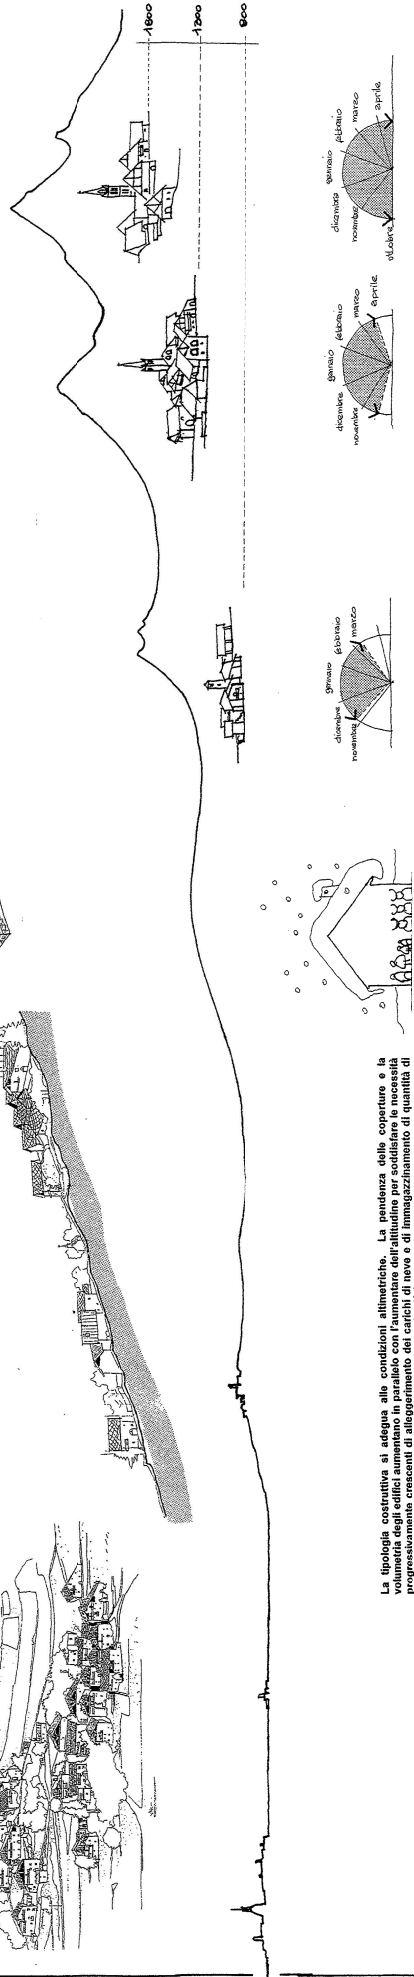 1600
1200
800
La tipologia costruttiva si adegua alle condizioni altimetriche. La pendenza delle coperture e la
volumetria degli edifici aumentano in parallelo con l'aumentare dell'altitudine per soddisfare le necessità
progressivamente crescenti di alleggerimento dei carichi di neve e di immagazzinamento di quantità di
novembre
dicembre
gennaio
febbraio
marzo
novembre
dicembre
gennaio
febbraio
marzo
aprile
ottobre
novembre
dicembre
gennaio
febbraio
marzo
aprile